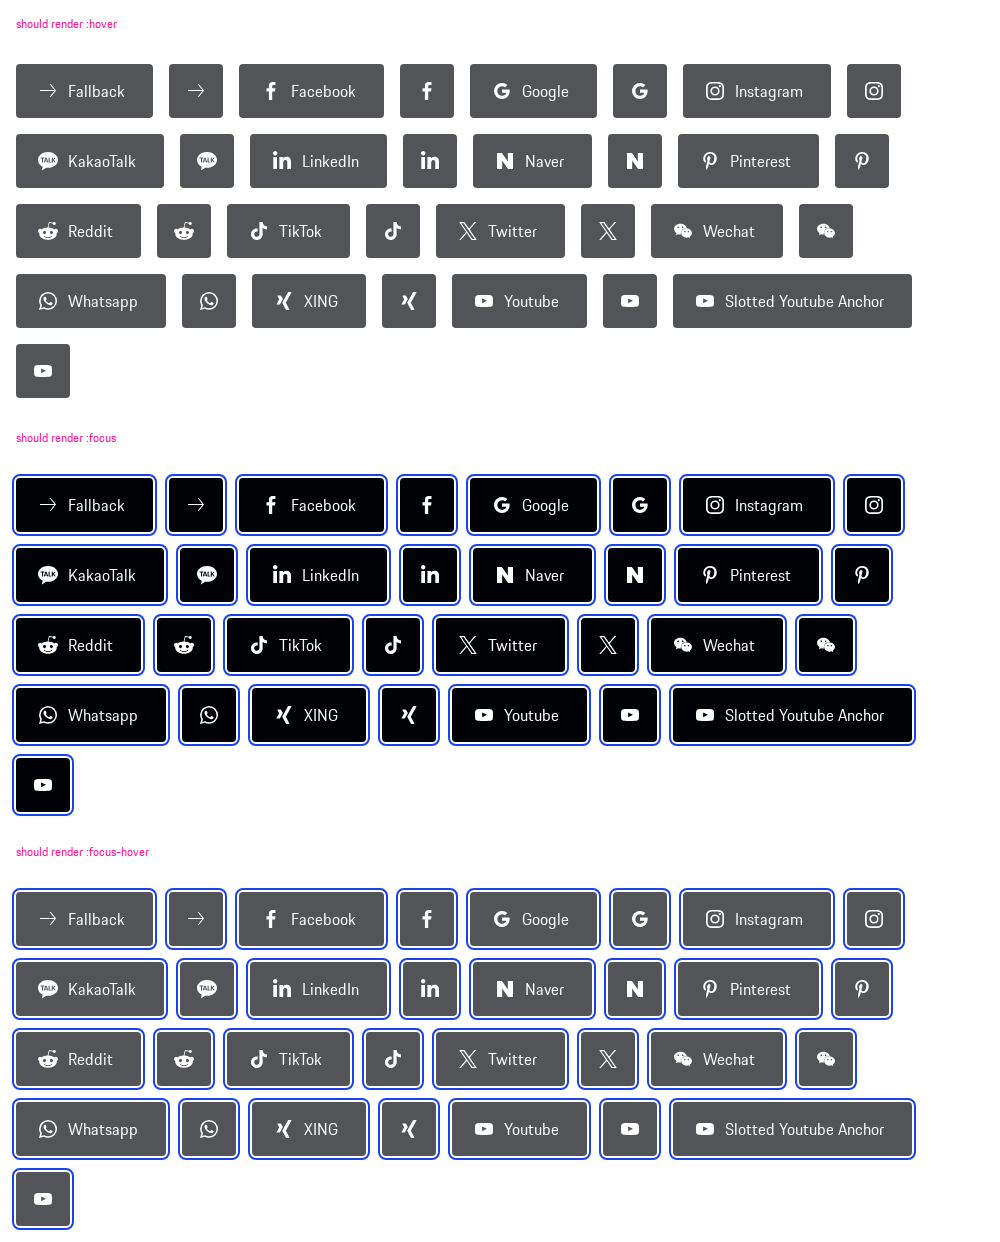 should render :hover
Fallback Facebook Google Instagram
TALK KakaoTalk TALK LinkedIn Naver Pinterest
Reddit TikTok Twitter Wechat
Whatsapp XING Youtube Slotted Youtube Anchor
should render :focus
Fallback Facebook Google Instagram
TALK KakaoTalk TALK LinkedIn Naver Pinterest
Reddit TikTok Twitter Wechat
Whatsapp XING Youtube Slotted Youtube Anchor
should render :focus-hover
Fallback Facebook Google Instagram
TALK KakaoTalk TALK LinkedIn Naver Pinterest
Reddit TikTok Twitter Wechat
Whatsapp XING Youtube Slotted Youtube Anchor